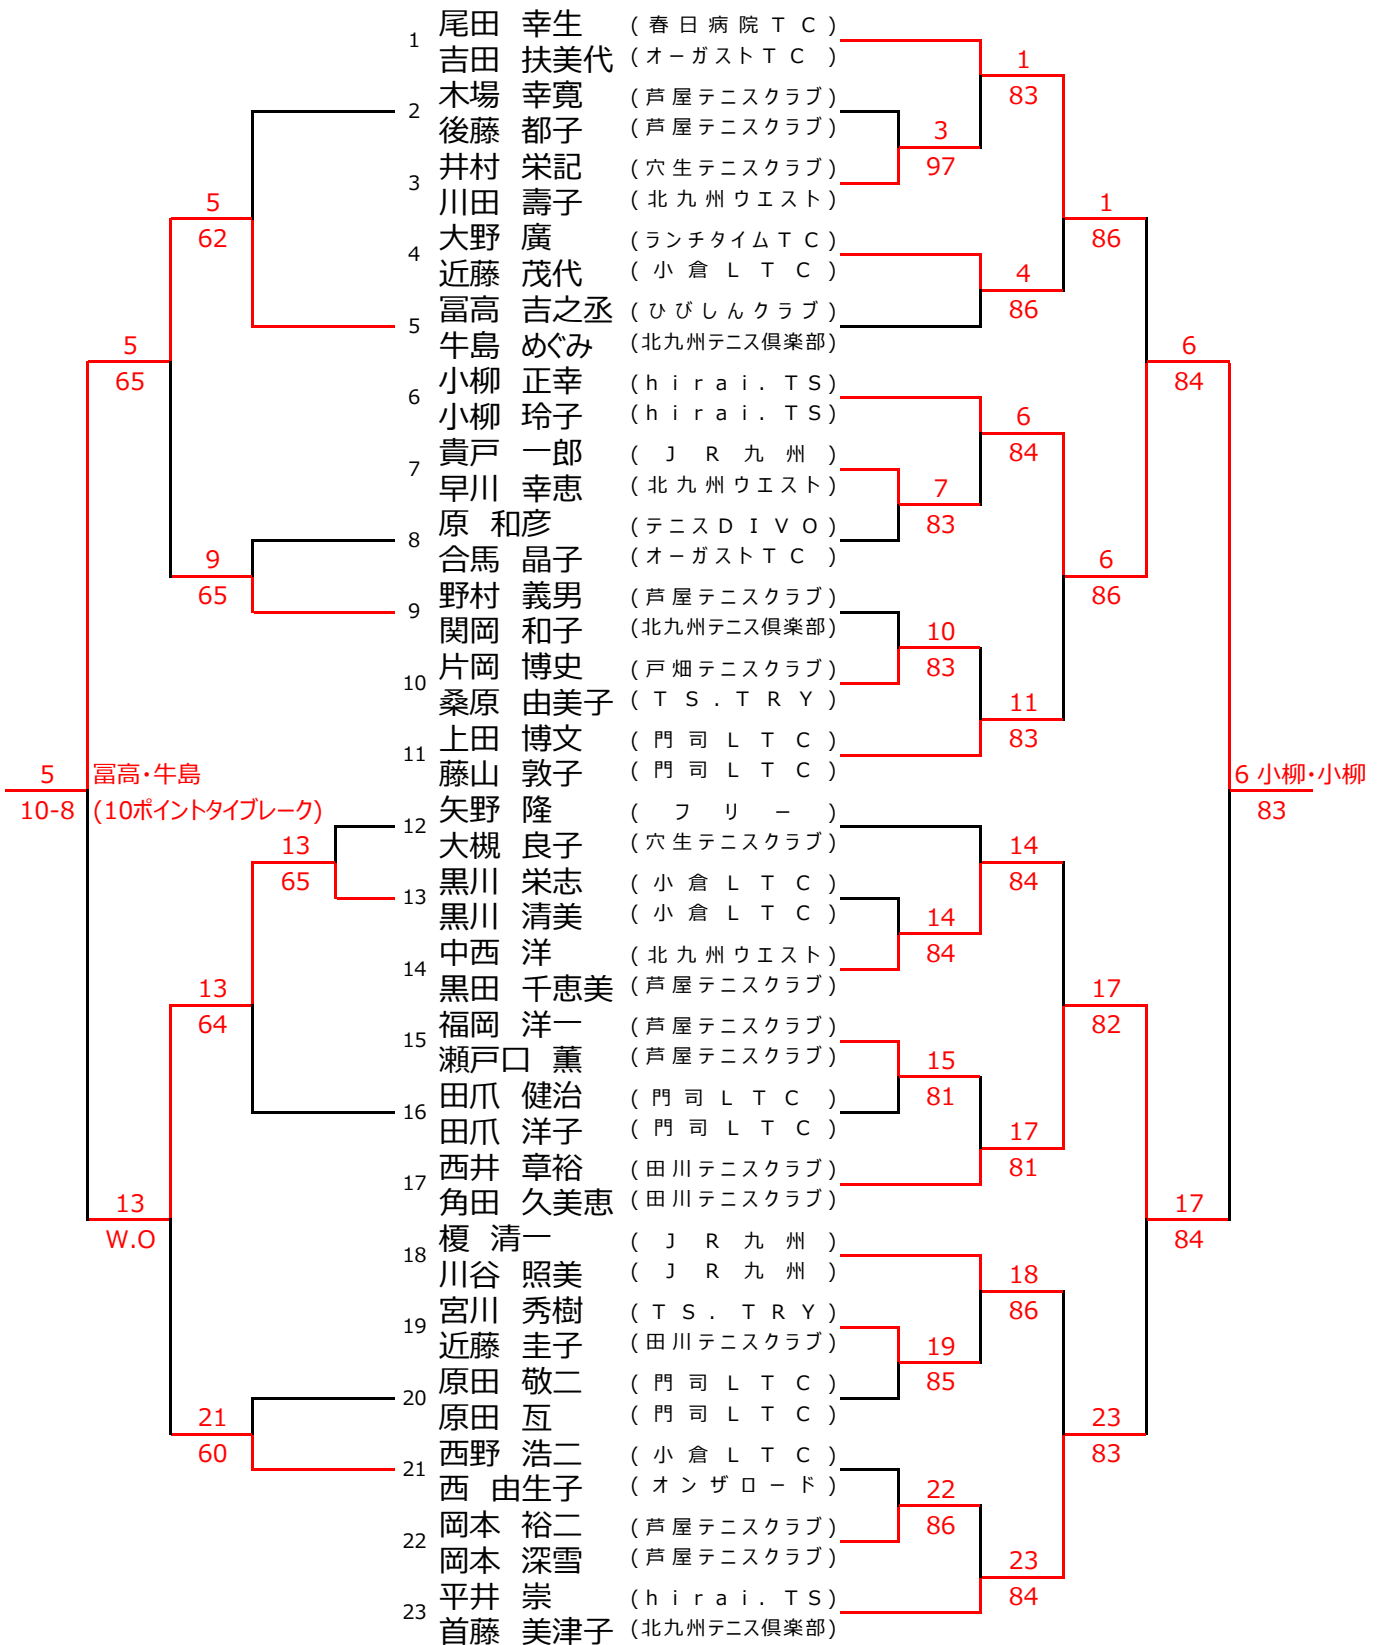 1 尾田 幸生 (春日病院TC)
吉田 扶美代 (オーガストTC)
2 木場 幸寛 (芦屋テニスクラブ)
後藤 都子 (芦屋テニスクラブ)
3 井村 栄記 (穴生テニスクラブ)
川田 壽子 (北九州ウエスト)
4 大野 廣 (ランチタイムTC)
近藤 茂代 (小倉LTC)
5 冨高 吉之丞 (ひびしんクラブ)
牛島 めぐみ (北九州テニス倶楽部)
6 小柳 正幸 (hirai.TS)
小柳 玲子 (hirai.TS)
7 貴戸 一郎 (JR九州)
早川 幸恵 (北九州ウエスト)
8 原 和彦 (テニスDIVO)
合馬 晶子 (オーガストTC)
9 野村 義男 (芦屋テニスクラブ)
関岡 和子 (北九州テニス倶楽部)
10 片岡 博史 (戸畑テニスクラブ)
桑原 由美子 (TS.TRY)
11 上田 博文 (門司LTC)
藤山 敦子 (門司LTC)
12 矢野 隆 (フリー)
大槻 良子 (穴生テニスクラブ)
13 黒川 栄志 (小倉LTC)
黒川 清美 (小倉LTC)
14 中西 洋 (北九州ウエスト)
黒田 千恵美 (芦屋テニスクラブ)
15 福岡 洋一 (芦屋テニスクラブ)
瀬戸口 薫 (芦屋テニスクラブ)
16 田爪 健治 (門司LTC)
田爪 洋子 (門司LTC)
17 西井 章裕 (田川テニスクラブ)
角田 久美恵 (田川テニスクラブ)
18 榎 清一 (JR九州)
川谷 照美 (JR九州)
19 宮川 秀樹 (TS.TRY)
近藤 圭子 (田川テニスクラブ)
20 原田 敬二 (門司LTC)
原田 亙 (門司LTC)
21 西野 浩二 (小倉LTC)
西 由生子 (オンザロード)
22 岡本 裕二 (芦屋テニスクラブ)
岡本 深雪 (芦屋テニスクラブ)
23 平井 崇 (hirai.TS)
首藤 美津子 (北九州テニス倶楽部)
5
62
5
65
9
65
5 冨高・牛島
10-8 (10ポイントタイブレーク)
13
65
13
64
13
W.O
21
60
3
97
7
83
10
83
14
84
15
81
19
85
22
86
1
83
4
86
6
84
11
83
14
84
17
81
18
86
23
84
1
86
6
86
17
82
23
83
6
84
17
84
6 小柳・小柳
83